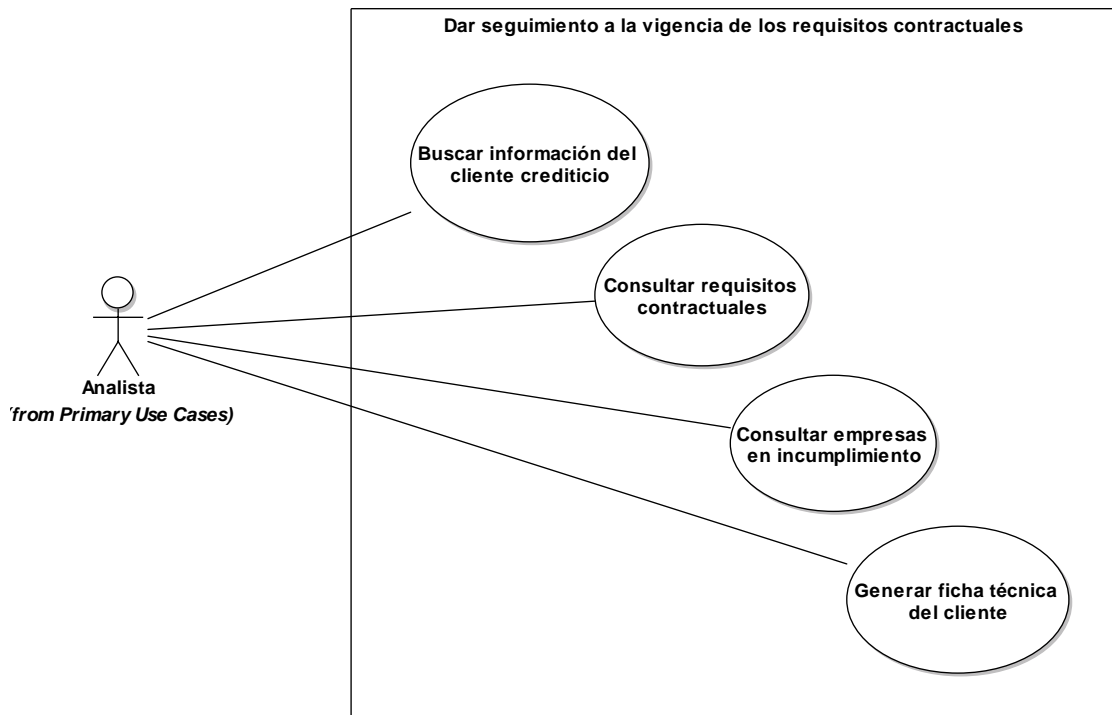 Dar seguimiento a la vigencia de los requisitos contractuales
Buscar información del
cliente crediticio
Consultar requisitos
contractuales
Analista
(from Primary Use Cases)
Consultar empresas
en incumplimiento
Generar ficha técnica
del cliente